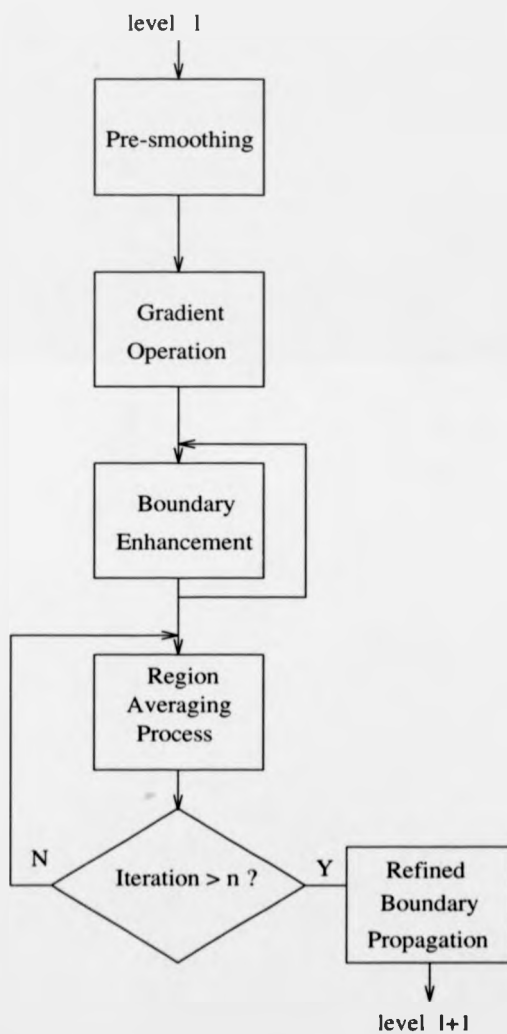 level l
Pre-smoothing
Gradient
Operation
Boundary
Enhancement
Region
Averaging
Process
N
Iteration > n ?
Y
Refined
Boundary
Propagation
level l+1